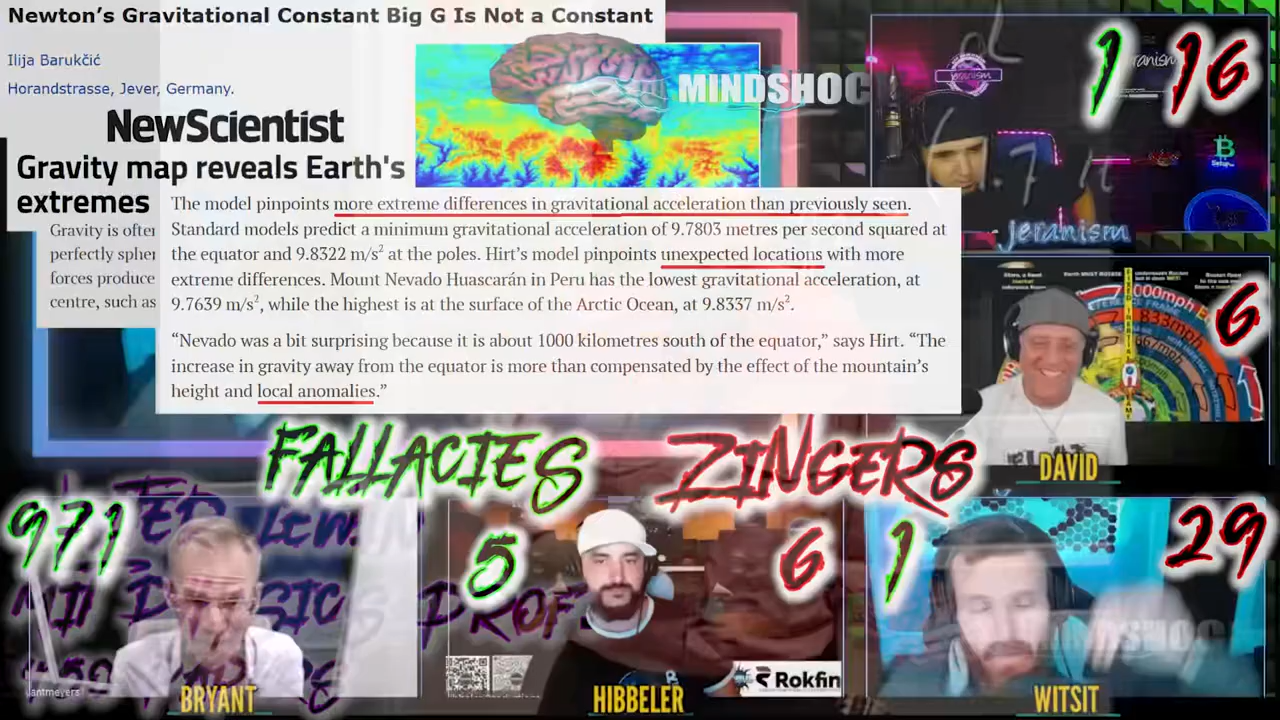 Newton's Gravitational Constant Big G Is Not a Constant
Ilija Barukčić
Horandstrasse, Jever, Germany.
NewScientist
Gravity map reveals Earth's
extremes
Gravity is ofte
perfectly spher
forces produce
centre, such as
MINDSHOC
The model pinpoints more extreme differences in gravitational acceleration than previously seen.
Standard models predict a minimum gravitational acceleration of 9.7803 metres per second squared at
the equator and 9.8322 m/s² at the poles. Hirt's model pinpoints unexpected locations with more
extreme differences. Mount Nevado Huascarán in Peru has the lowest gravitational acceleration, at
9.7639 m/s², while the highest is at the surface of the Arctic Ocean, at 9.8337 m/s².
“Nevado was a bit surprising because it is about 1000 kilometres south of the equator,” says Hirt. “The
increase in gravity away from the equator is more than compensated by the effect of the mountain's
height and local anomalies.”
1 16
jeranism
jeranism
6
000mph
833mph
DAVID
FALLACIES ZINGERS
971
BRYANT
5
6
Rokfin
HIBBELER
1
29
MINDSHOC
WITSIT